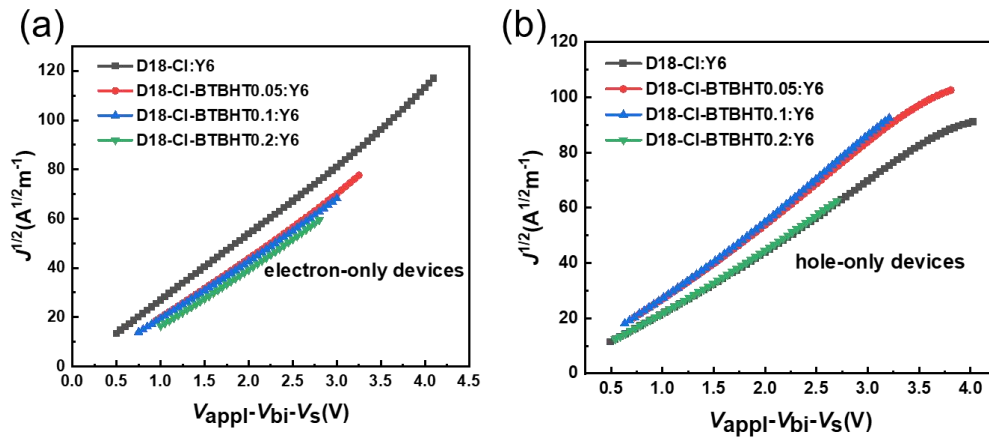 (a)
D18-Cl:Y6
D18-Cl-BTBHT0.05:Y6
D18-Cl-BTBHT0.1:Y6
D18-Cl-BTBHT0.2:Y6
electron-only devices
J1/2(A1/2m-1)
120
100
80
60
40
20
0
0.0 0.5 1.0 1.5 2.0 2.5 3.0 3.5 4.0 4.5
Vappl-Vbi-Vs(V)
(b)
D18-Cl:Y6
D18-Cl-BTBHT0.05:Y6
D18-Cl-BTBHT0.1:Y6
D18-Cl-BTBHT0.2:Y6
hole-only devices
J1/2(A1/2m-1)
120
100
80
60
40
20
0
0.5 1.0 1.5 2.0 2.5 3.0 3.5 4.0
Vappl-Vbi-Vs(V)